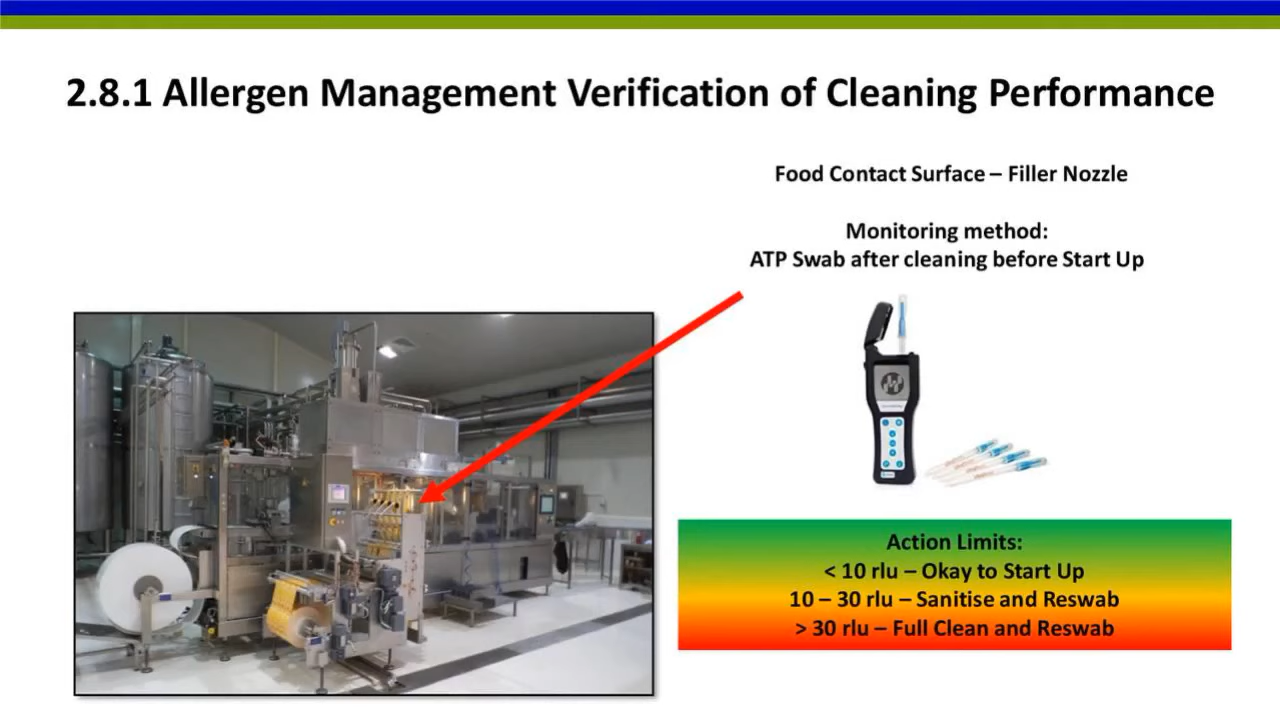 2.8.1 Allergen Management Verification of Cleaning Performance
Food Contact Surface – Filler Nozzle
Monitoring method:
ATP Swab after cleaning before Start Up
Action Limits:
< 10 rlu – Okay to Start Up
10 – 30 rlu – Sanitise and Reswab
> 30 rlu – Full Clean and Reswab